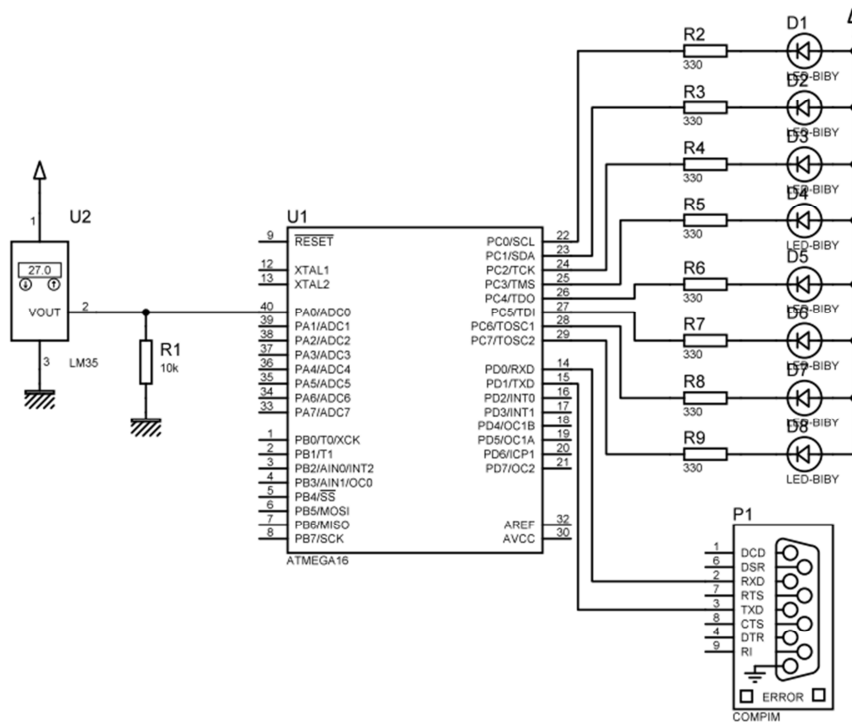 D1
R2
330
LED-BIBY
D2
R3
330
LED-BIBY
D3
R4
330
LED-BIBY
D4
R5
330
LED-BIBY
D5
R6
330
LED-BIBY
D6
R7
330
LED-BIBY
D7
R8
330
LED-BIBY
D8
R9
330
LED-BIBY
U2
1
27.0
VOUT
2
3
LM35
R1
10k
U1
9 RESET
12 XTAL1
13 XTAL2
40 PA0/ADC0
39 PA1/ADC1
38 PA2/ADC2
37 PA3/ADC3
36 PA4/ADC4
35 PA5/ADC5
34 PA6/ADC6
33 PA7/ADC7
1 PB0/T0/XCK
2 PB1/T1
3 PB2/AIN0/INT2
4 PB3/AIN1/OC0
5 PB4/SS
6 PB5/MOSI
7 PB6/MISO
8 PB7/SCK
PC0/SCL 22
PC1/SDA 23
PC2/TCK 24
PC3/TMS 25
PC4/TDO 26
PC5/TDI 27
PC6/TOSC1 28
PC7/TOSC2 29
PD0/RXD 14
PD1/TXD 15
PD2/INT0 16
PD3/INT1 17
PD4/OC1B 18
PD5/OC1A 19
PD6/ICP1 20
PD7/OC2 21
AREF 32
AVCC 30
ATMEGA16
P1
1 DCD
6 DSR
2 RXD
7 RTS
3 TXD
8 CTS
4 DTR
9 RI
ERROR
COMPIM